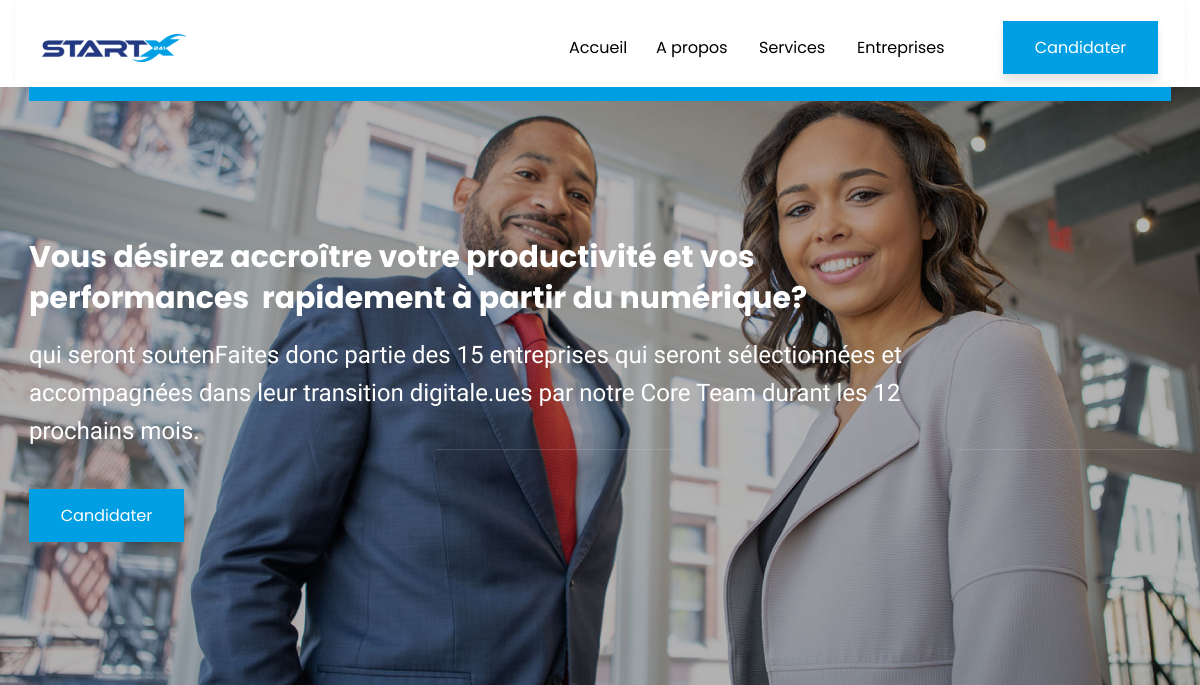 STARTX 241
Accueil A propos Services Entreprises Candidater
Vous désirez accroître votre productivité et vos
performances  rapidement à partir du numérique?
qui seront soutenFaites donc partie des 15 entreprises qui seront sélectionnées et
accompagnées dans leur transition digitale.ues par notre Core Team durant les 12
prochains mois.
Candidater